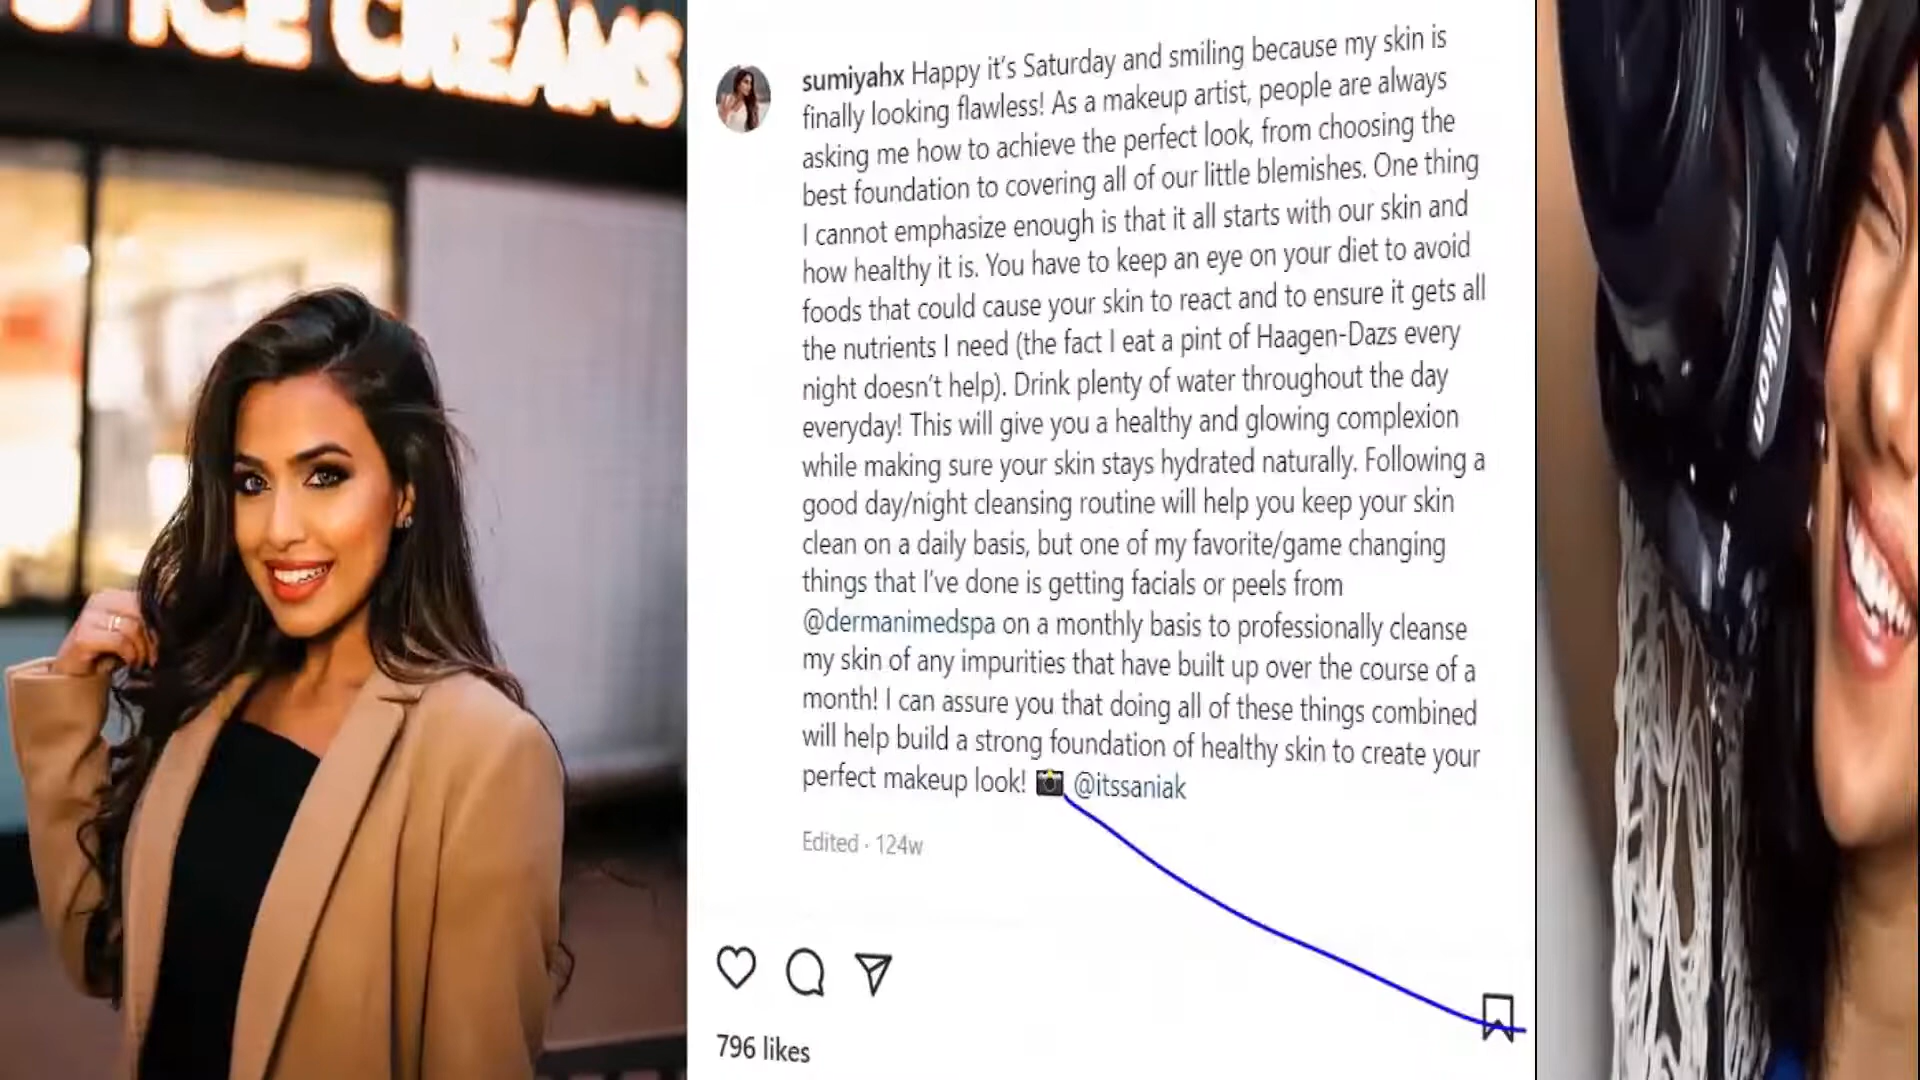 ICE CREAMS
sumiyahx Happy it's Saturday and smiling because my skin is
finally looking flawless! As a makeup artist, people are always
asking me how to achieve the perfect look, from choosing the
best foundation to covering all of our little blemishes. One thing
I cannot emphasize enough is that it all starts with our skin and
how healthy it is. You have to keep an eye on your diet to avoid
foods that could cause your skin to react and to ensure it gets all
the nutrients I need (the fact I eat a pint of Haagen-Dazs every
night doesn't help). Drink plenty of water throughout the day
everyday! This will give you a healthy and glowing complexion
while making sure your skin stays hydrated naturally. Following a
good day/night cleansing routine will help you keep your skin
clean on a daily basis, but one of my favorite/game changing
things that I've done is getting facials or peels from
@dermanimedspa on a monthly basis to professionally cleanse
my skin of any impurities that have built up over the course of a
month! I can assure you that doing all of these things combined
will help build a strong foundation of healthy skin to create your
perfect makeup look! 📷 @itssaniak
Edited · 124w
796 likes
Nikon